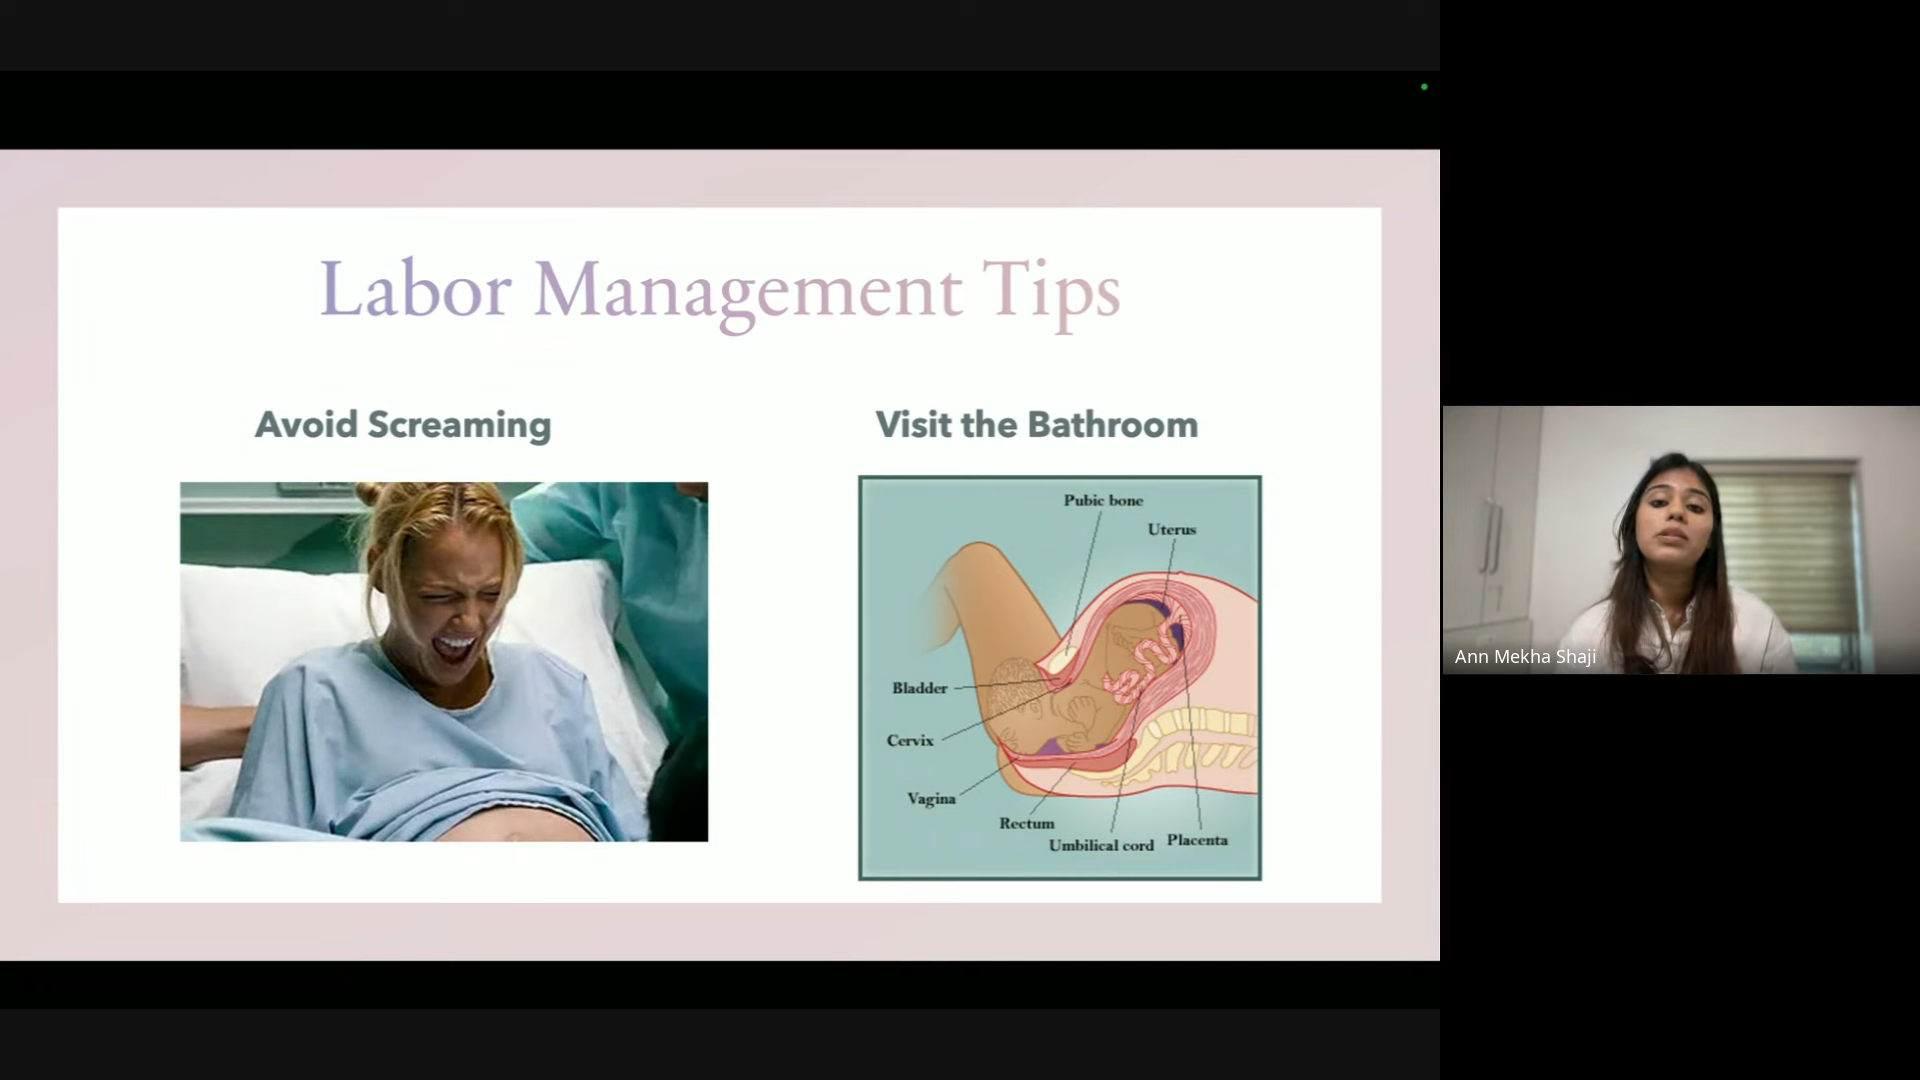 Labor Management Tips
Avoid Screaming
Visit the Bathroom
Pubic bone
Uterus
Bladder
Cervix
Vagina
Rectum
Umbilical cord
Placenta
Ann Mekha Shaji